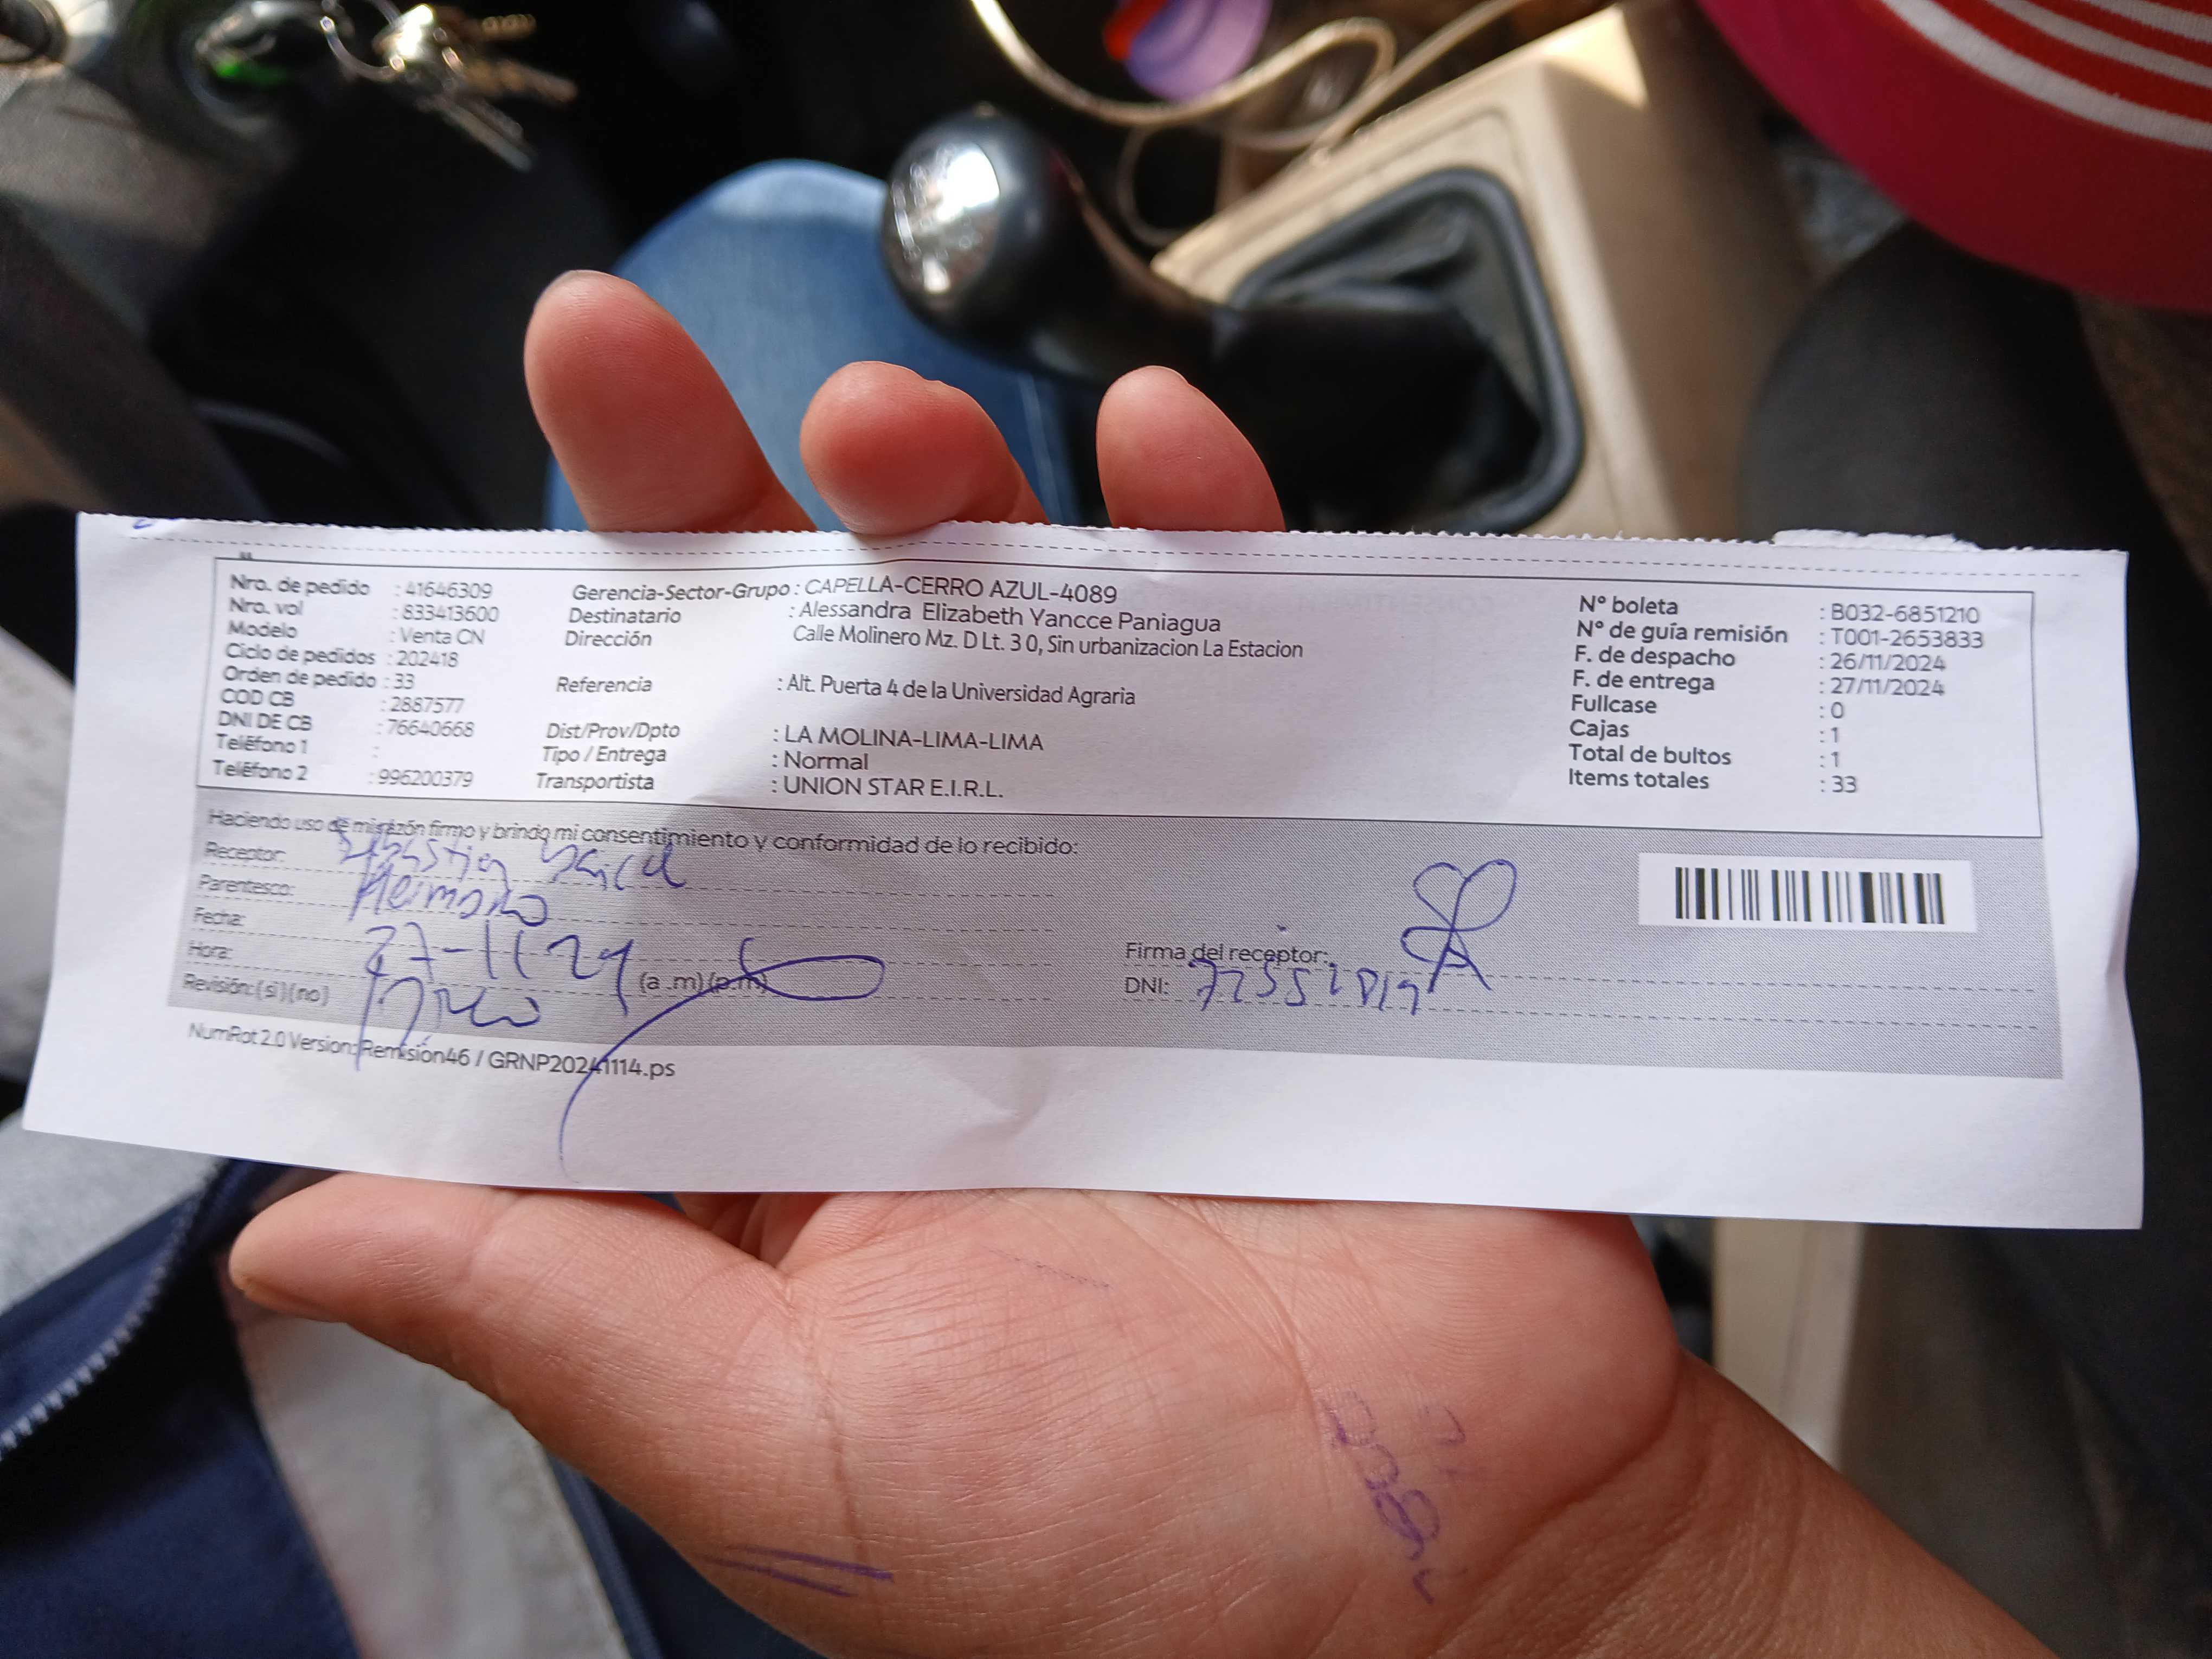 Nro. de pedido : 41646309
Nro. vol : 833413600
Modelo : Venta CN
Ciclo de pedidos : 202418
Orden de pedido : 33
COD CB : 2887577
DNI DE CB : 76640668
Teléfono 1 :
Teléfono 2 : 996200379
Gerencia-Sector-Grupo : CAPELLA-CERRO AZUL-4089
Destinatario : Alessandra Elizabeth Yancce Paniagua
Dirección Calle Molinero Mz. D Lt. 3 0, Sin urbanizacion La Estacion
Referencia : Alt. Puerta 4 de la Universidad Agraria
Dist/Prov/Dpto : LA MOLINA-LIMA-LIMA
Tipo / Entrega : Normal
Transportista : UNION STAR E.I.R.L.
N° boleta : B032-6851210
N° de guía remisión : T001-2653833
F. de despacho : 26/11/2024
F. de entrega : 27/11/2024
Fullcase : 0
Cajas : 1
Total de bultos : 1
Items totales : 33
Haciendo uso de mi razón firmo y brindo mi consentimiento y conformidad de lo recibido:
Receptor:
Parentesco: Hermano
Fecha: 27-11-24
Hora: (a .m) (p.m)
Revisión: (si) (no)
Firma del receptor:
DNI:
NumRot 2.0 Version: Remision46 / GRNP20241114.ps